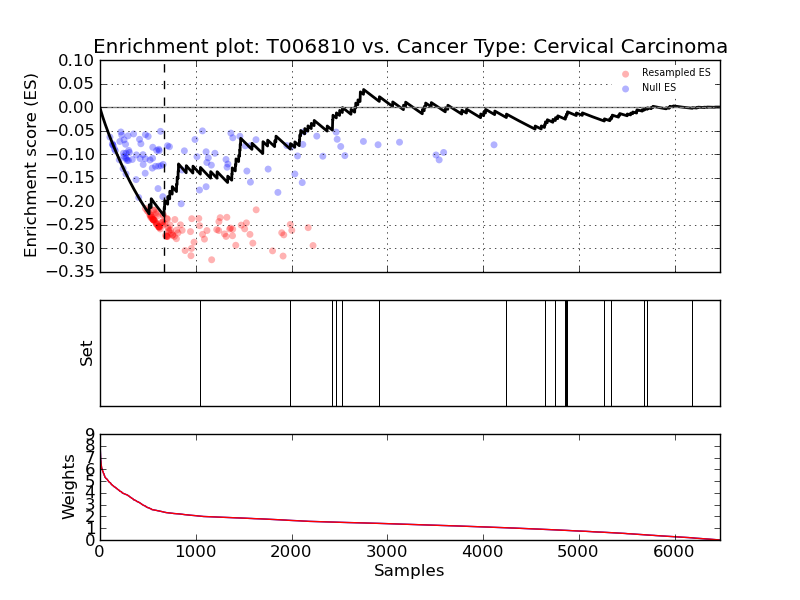 Enrichment plot: T006810 vs. Cancer Type: Cervical Carcinoma
Enrichment score (ES)
0.10
0.05
0.00
−0.05
−0.10
−0.15
−0.20
−0.25
−0.30
−0.35
Resampled ES
Null ES
Set
Weights
9
8
7
6
5
4
3
2
1
0
0 1000 2000 3000 4000 5000 6000
Samples